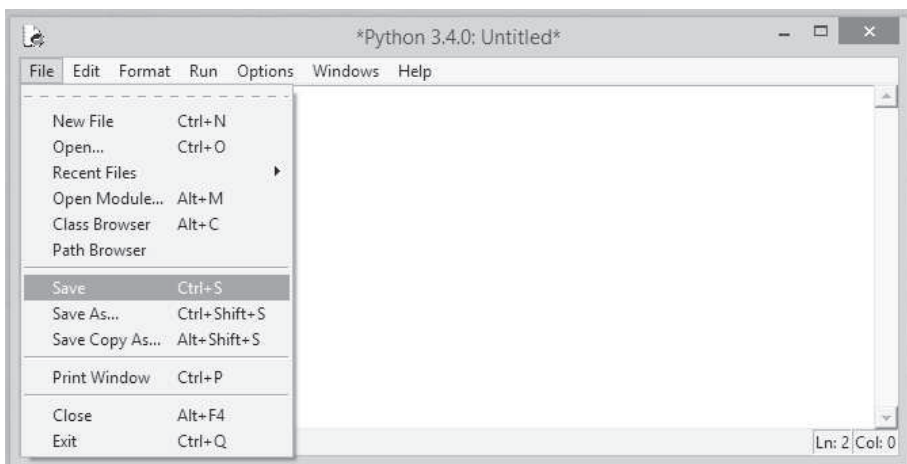 *Python 3.4.0: Untitled*
File Edit Format Run Options Windows Help
New File Ctrl+N
Open... Ctrl+O
Recent Files
Open Module... Alt+M
Class Browser Alt+C
Path Browser
Save Ctrl+S
Save As... Ctrl+Shift+S
Save Copy As... Alt+Shift+S
Print Window Ctrl+P
Close Alt+F4
Exit Ctrl+Q
Ln: 2 Col: 0